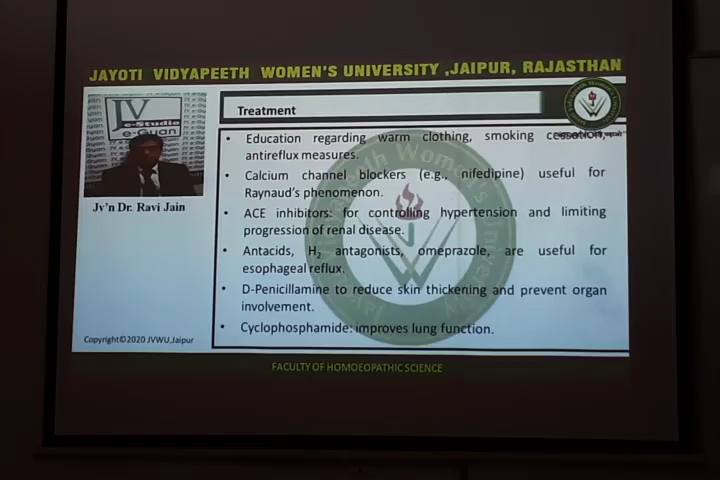 JAYOTI VIDYAPEETH WOMEN'S UNIVERSITY ,JAIPUR, RAJASTHAN
JV
e-Studio
e-Gyan
Jv'n Dr. Ravi Jain
Treatment
• Education regarding warm clothing, smoking cessation,
antireflux measures.
• Calcium channel blockers (e.g., nifedipine) useful for
Raynaud's phenomenon.
• ACE inhibitors: for controlling hypertension and limiting
progression of renal disease.
• Antacids, H2 antagonists, omeprazole, are useful for
esophageal reflux.
• D-Penicillamine to reduce skin thickening and prevent organ
involvement.
• Cyclophosphamide: improves lung function.
Copyright©2020 JVWU,Jaipur
FACULTY OF HOMOEOPATHIC SCIENCE